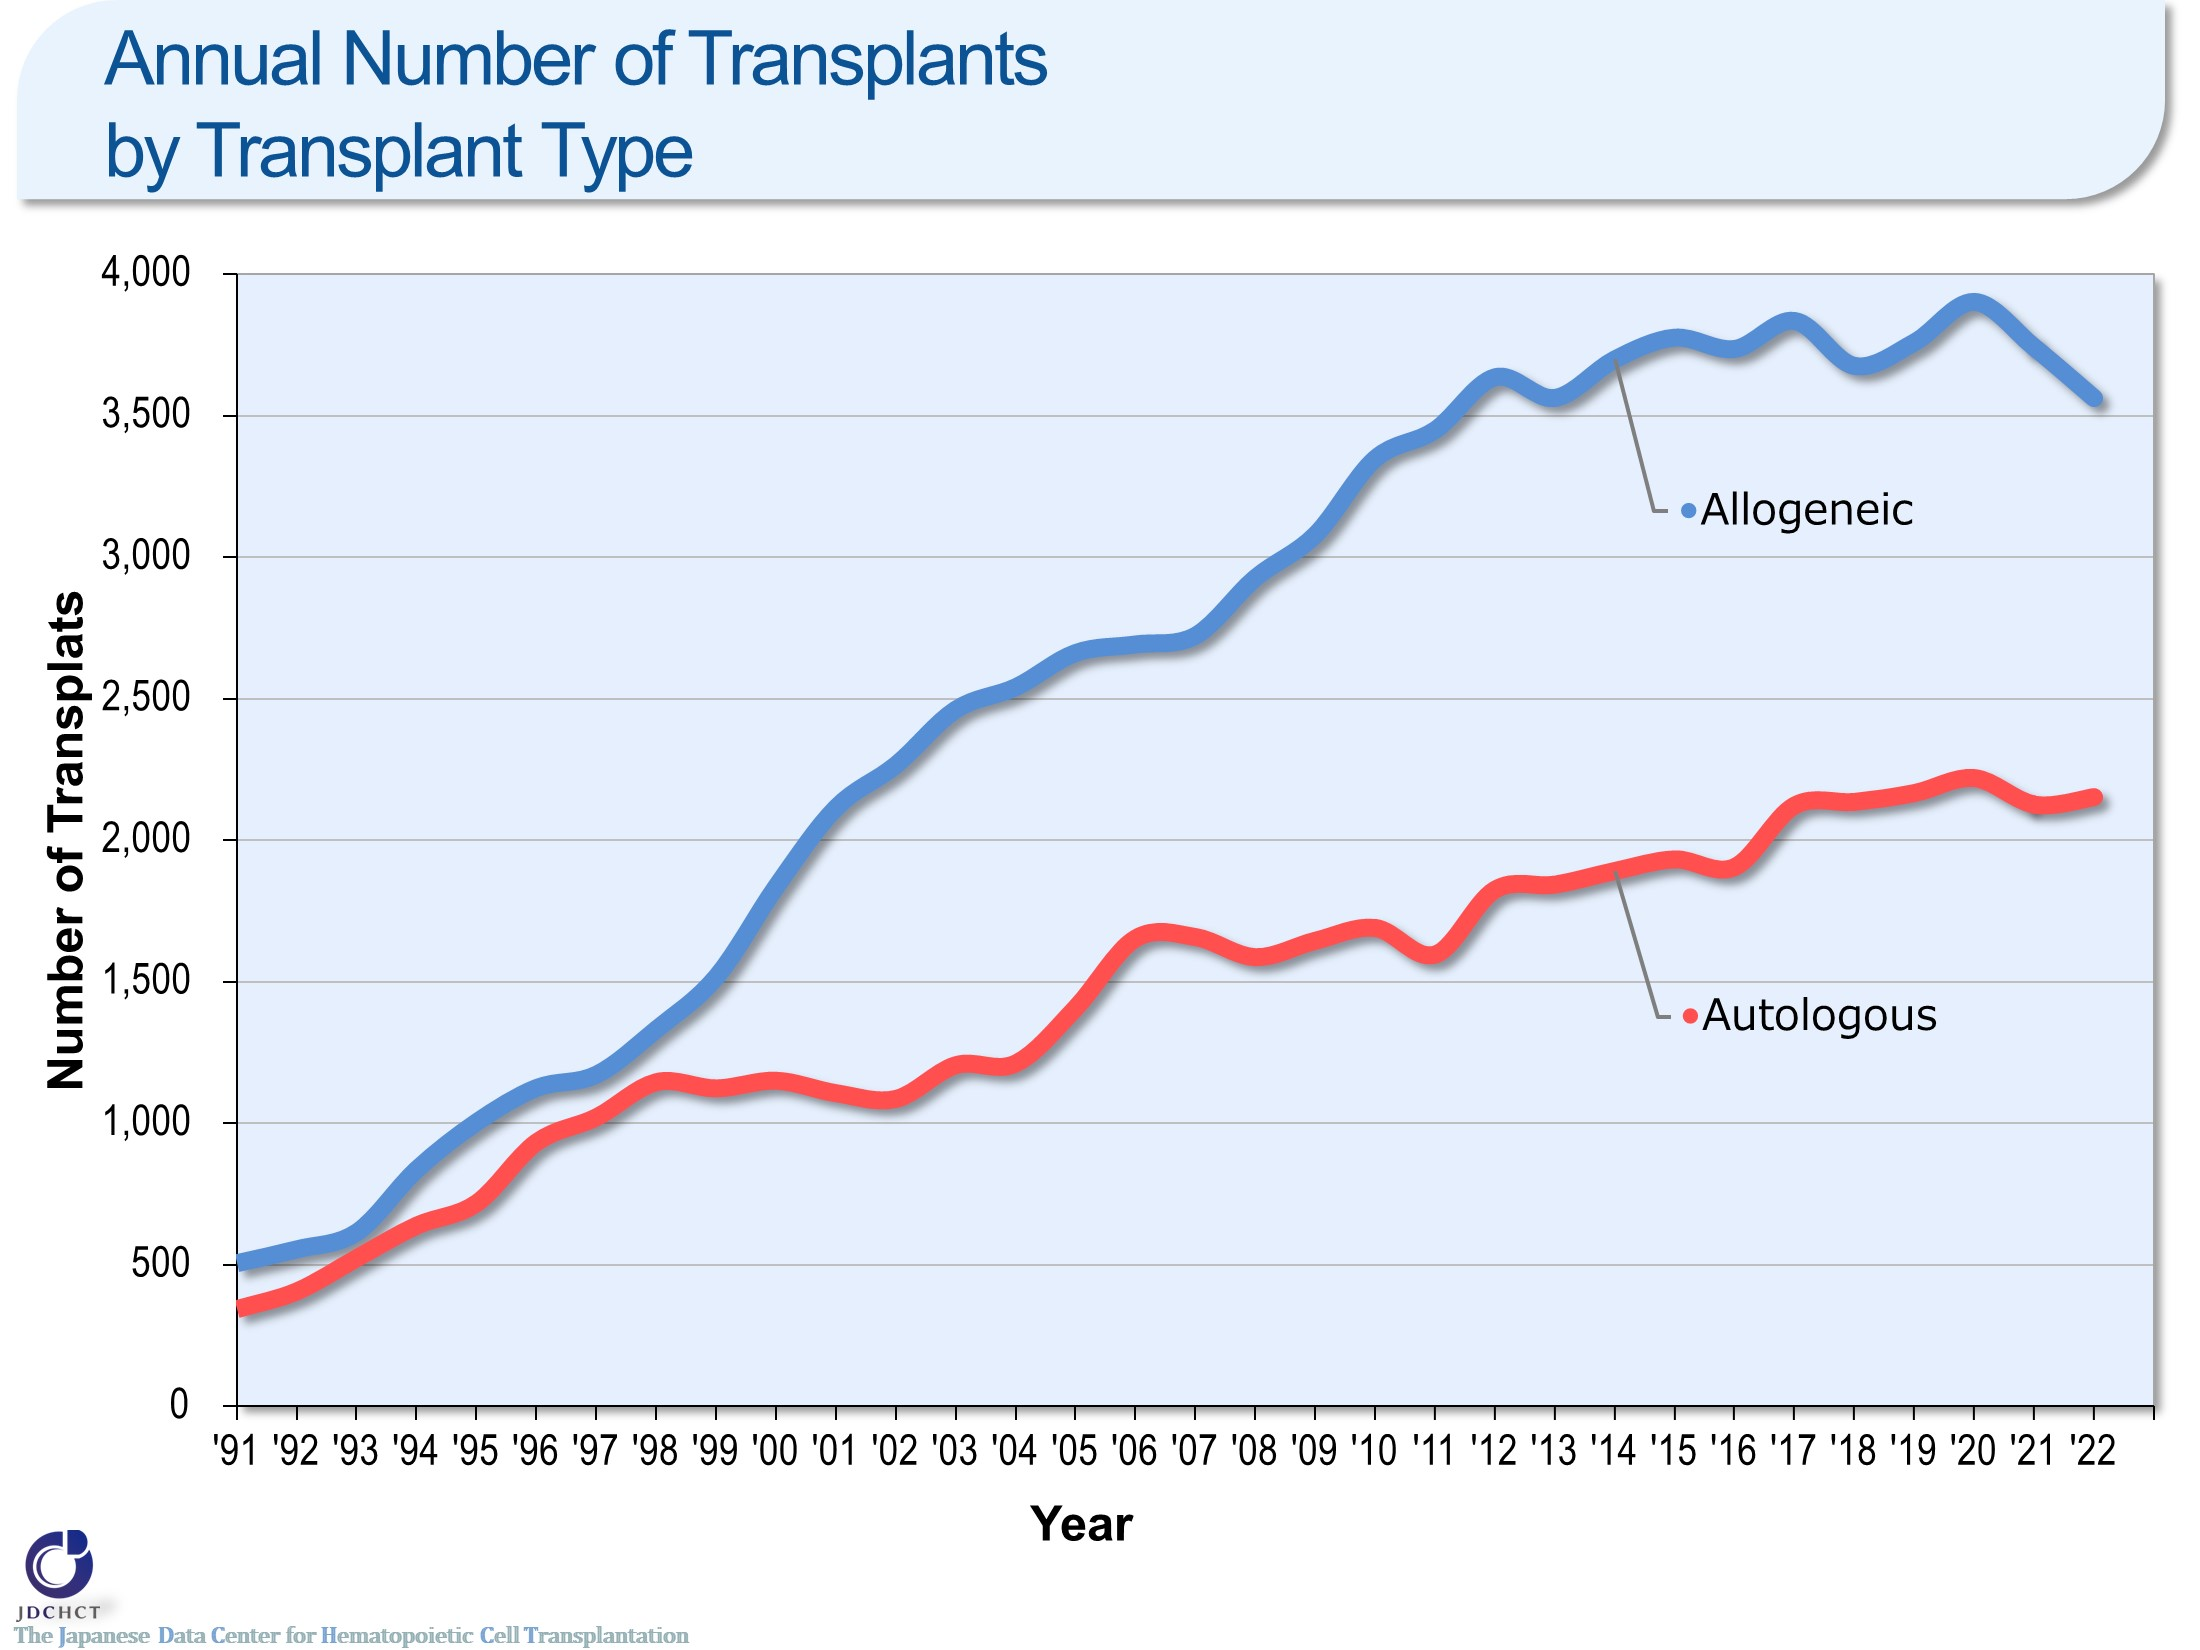 Annual Number of Transplants
by Transplant Type
4,000
3,500
3,000
2,500
2,000
1,500
1,000
500
0
Number of Transplats
Allogeneic
Autologous
'91 '92 '93 '94 '95 '96 '97 '98 '99 '00 '01 '02 '03 '04 '05 '06 '07 '08 '09 '10 '11 '12 '13 '14 '15 '16 '17 '18 '19 '20 '21 '22
Year
JDCHCT
The Japanese Data Center for Hematopoietic Cell Transplantation